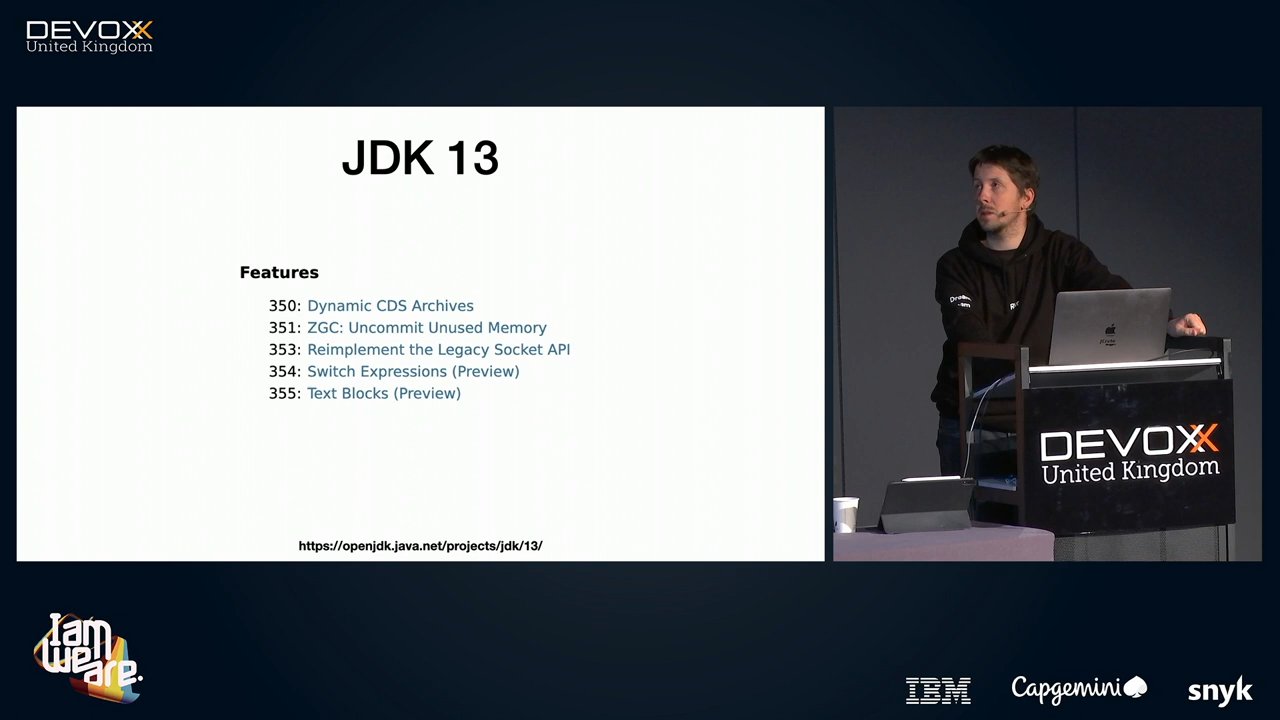 DEVOXX
United Kingdom
JDK 13
Features
350: Dynamic CDS Archives
351: ZGC: Uncommit Unused Memory
353: Reimplement the Legacy Socket API
354: Switch Expressions (Preview)
355: Text Blocks (Preview)
https://openjdk.java.net/projects/jdk/13/
DEVOXX
United Kingdom
I am
We are.
IBM
Capgemini
snyk